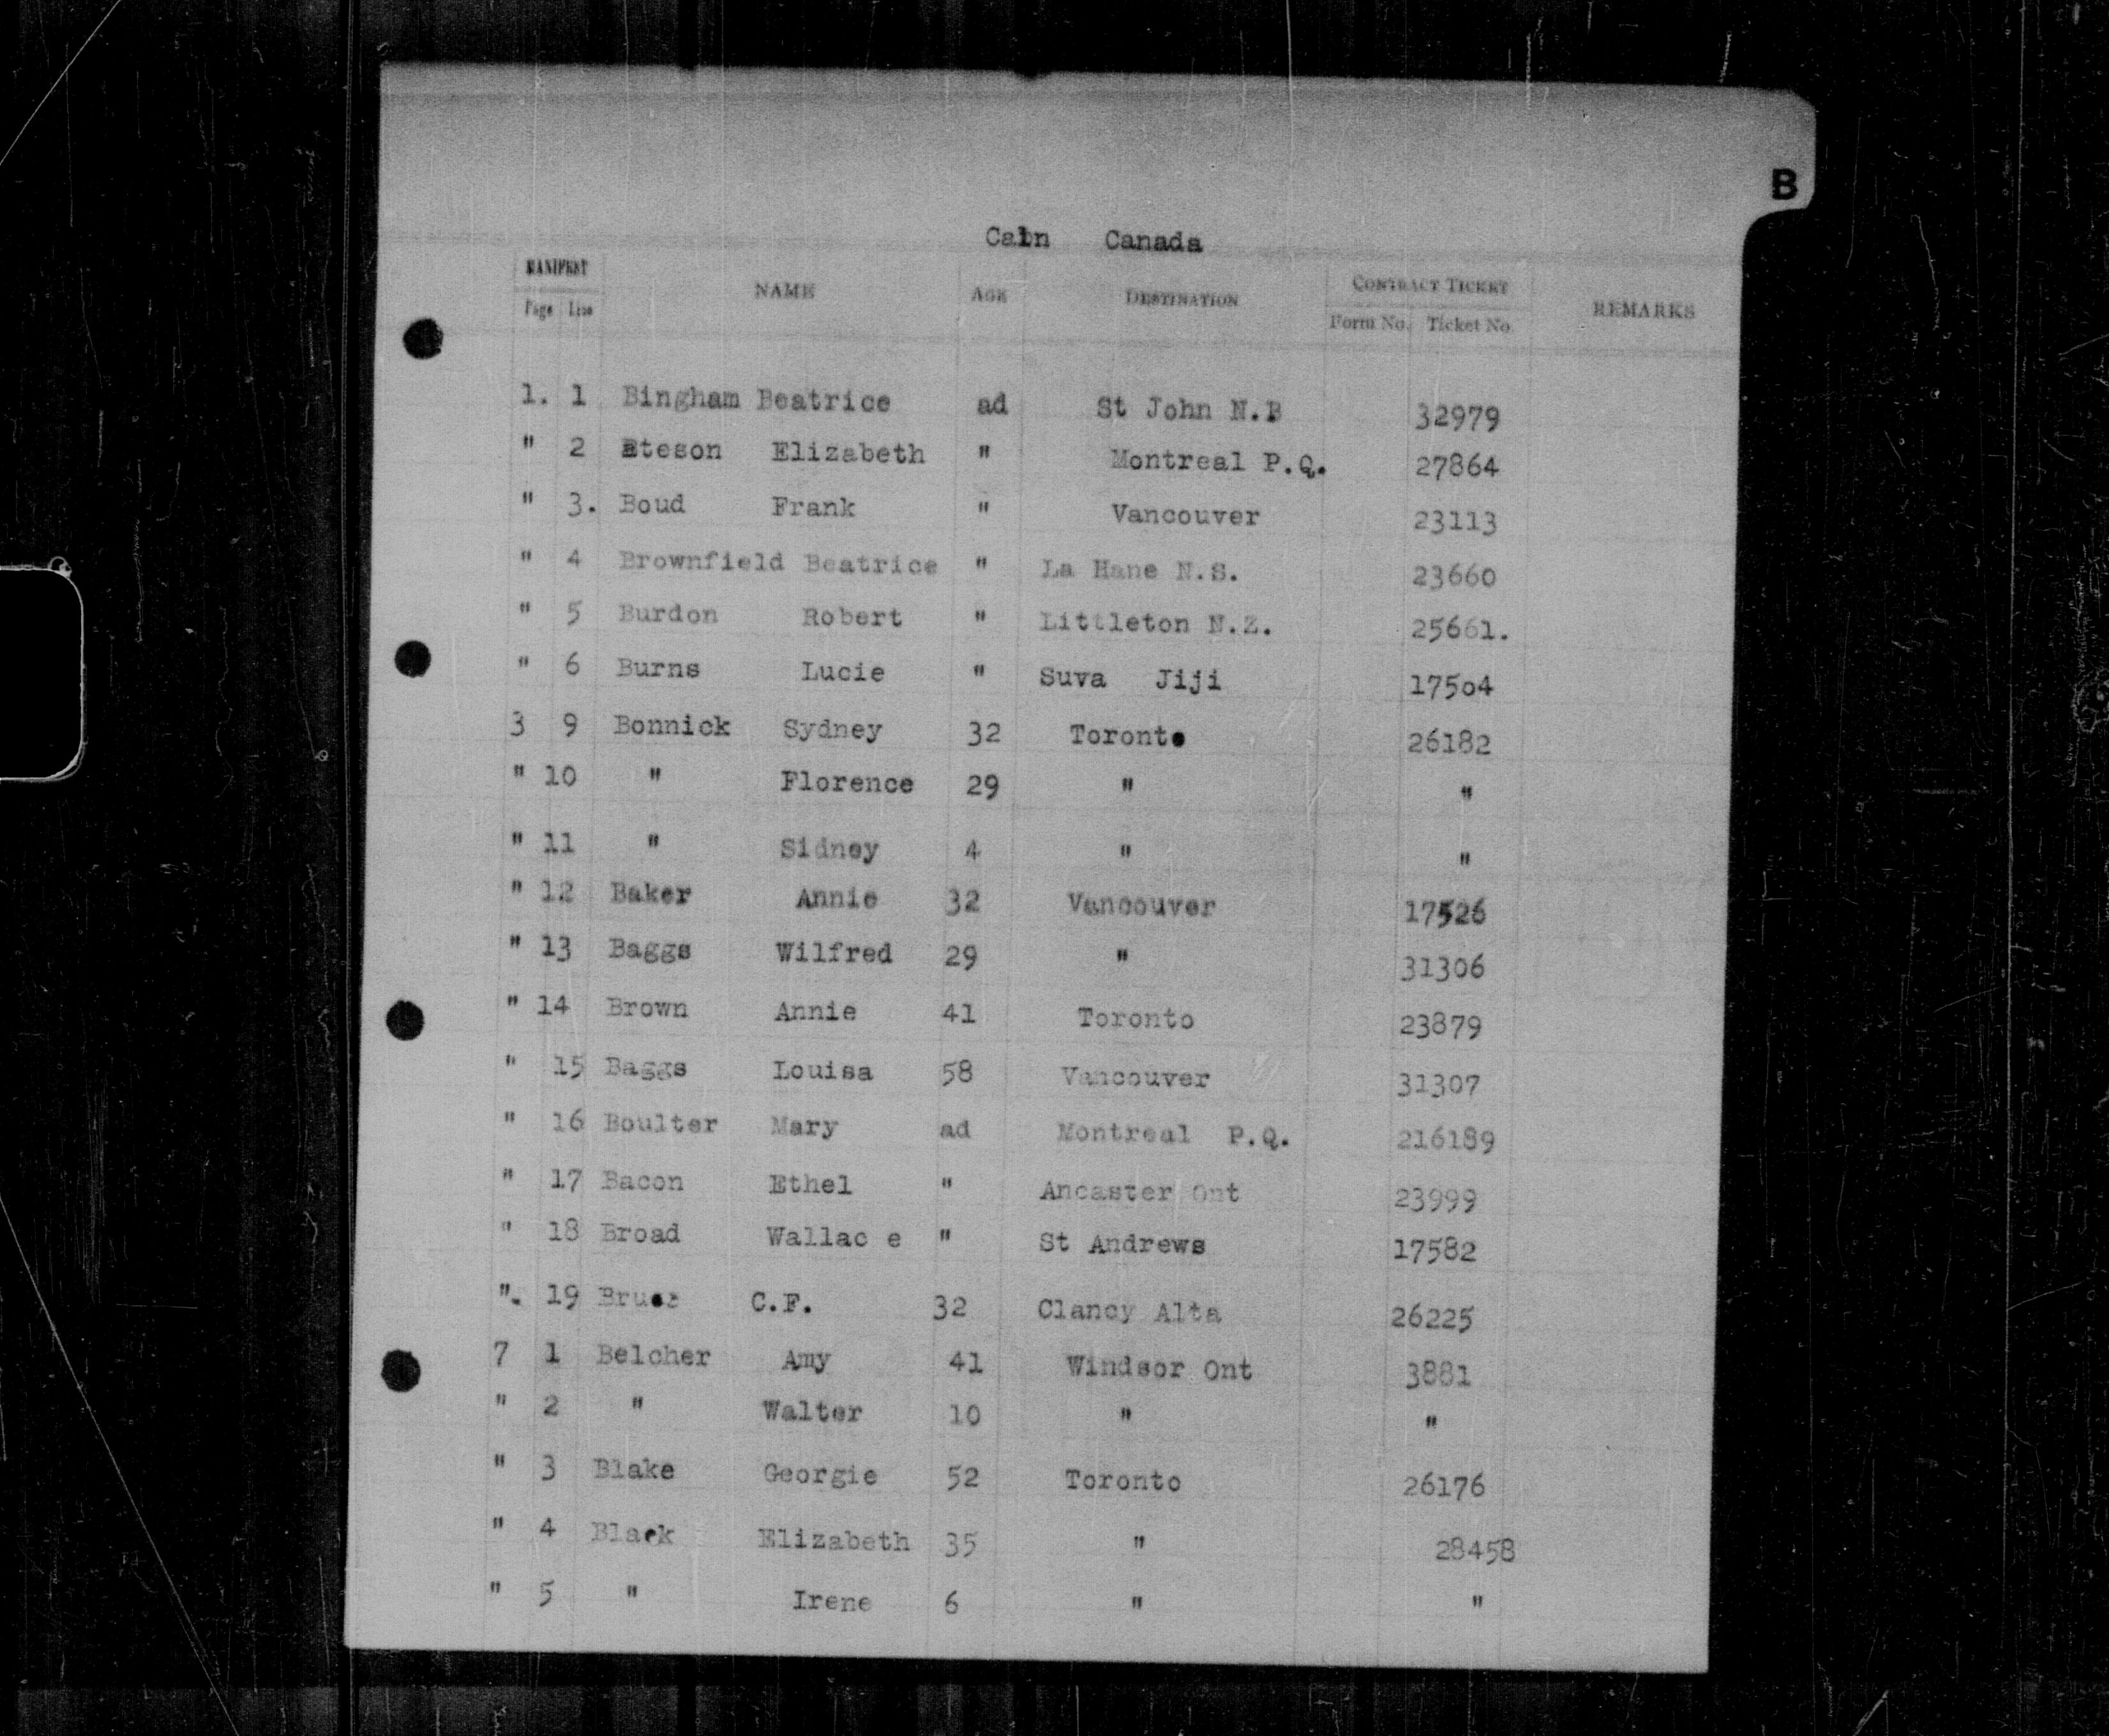 B
Cabn Canada
MANIFEST NAME AGE DESTINATION CONTRACT TICKET REMARKS
Page Line Form No. Ticket No.
1. 1 Bingham Beatrice ad St John N.B 32979
" 2 Bteson Elizabeth " Montreal P.Q. 27864
" 3. Boud Frank " Vancouver 23113
" 4 Brownfield Beatrice " La Hane N.S. 23660
" 5 Burdon Robert " Littleton N.Z. 25661.
" 6 Burns Lucie " Suva Jiji 17504
3 9 Bonnick Sydney 32 Toronto 26182
" 10 " Florence 29 " "
" 11 " Sidney 4 " "
" 12 Baker Annie 32 Vancouver 17526
" 13 Baggs Wilfred 29 " 31306
" 14 Brown Annie 41 Toronto 23879
" 15 Baggs Louisa 58 Vancouver 31307
" 16 Boulter Mary ad Montreal P.Q. 216189
" 17 Bacon Ethel " Ancaster Ont 23999
" 18 Broad Wallac e " St Andrews 17582
". 19 C.F. 32 Clancy Alta 26225
7 1 Belcher Amy 41 Windsor Ont 3881
" 2 " Walter 10 " "
" 3 Blake Georgie 52 Toronto 26176
" 4 Black Elizabeth 35 " 28458
" 5 " Irene 6 " "